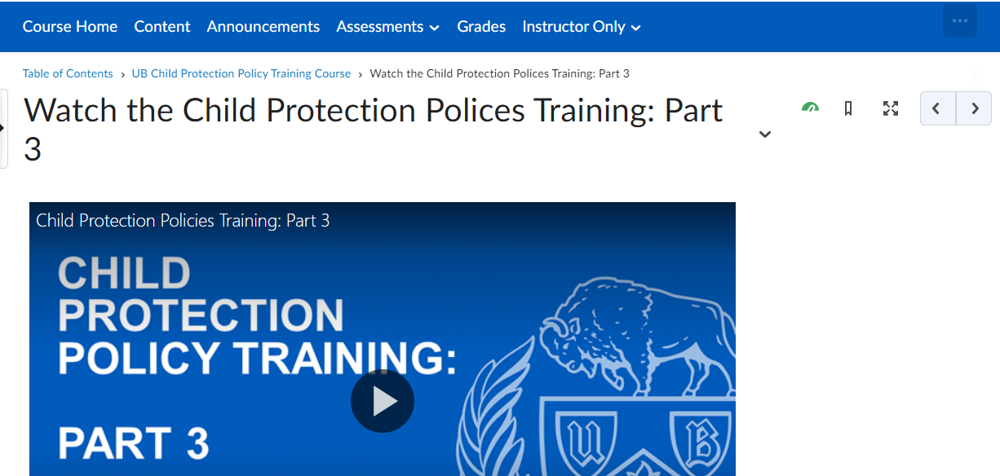 Course Home Content Announcements Assessments Grades Instructor Only
Table of Contents › UB Child Protection Policy Training Course › Watch the Child Protection Polices Training: Part 3
Watch the Child Protection Polices Training: Part
3
Child Protection Policies Training: Part 3
CHILD
PROTECTION
POLICY TRAINING:
PART 3
U B